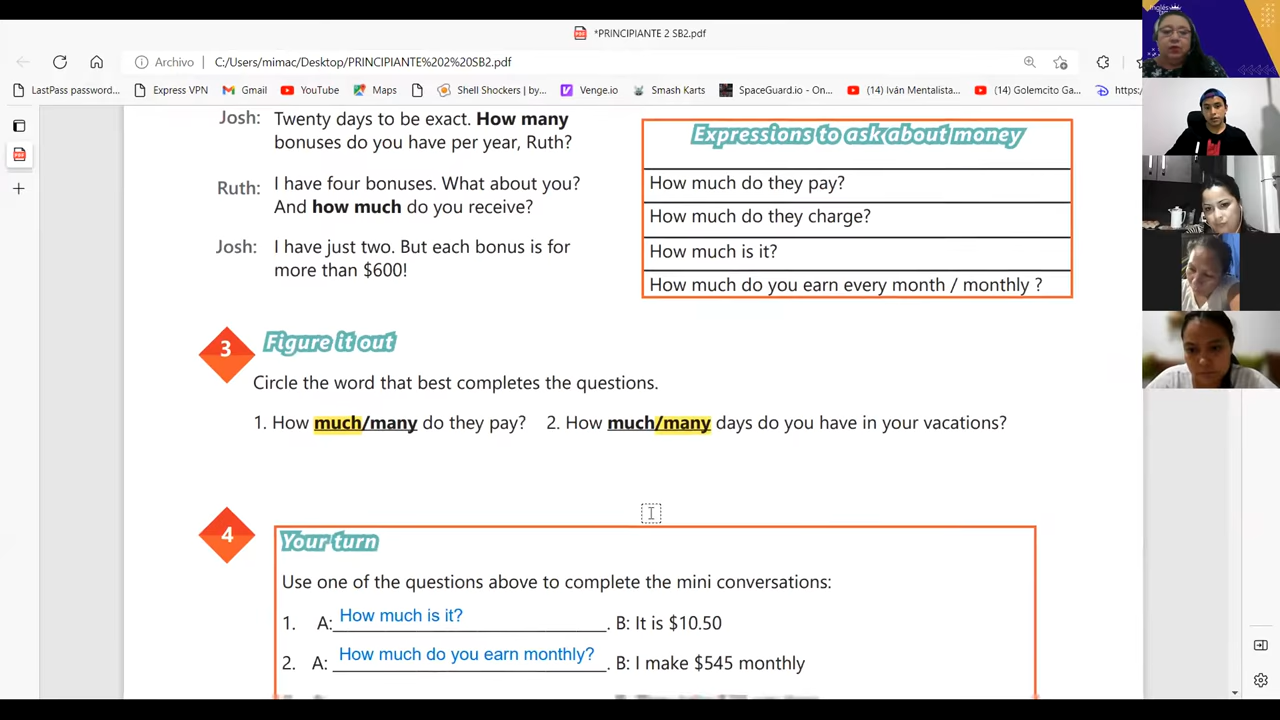 inglés
*PRINCIPIANTE 2 SB2.pdf
Archivo C:/Users/mimac/Desktop/PRINCIPIANTE%202%20SB2.pdf
LastPass password... Express VPN Gmail YouTube Maps Shell Shockers | by... Venge.io Smash Karts SpaceGuard.io - On... (14) Iván Mentalista... (14) Golemcito Ga... https:/
Josh: Twenty days to be exact. How many
bonuses do you have per year, Ruth?
Ruth: I have four bonuses. What about you?
And how much do you receive?
Josh: I have just two. But each bonus is for
more than $600!
Expressions to ask about money
How much do they pay?
How much do they charge?
How much is it?
How much do you earn every month / monthly ?
3 Figure it out
Circle the word that best completes the questions.
1. How much/many do they pay? 2. How much/many days do you have in your vacations?
4 Your turn
Use one of the questions above to complete the mini conversations:
1. A: How much is it? . B: It is $10.50
2. A: How much do you earn monthly? . B: I make $545 monthly